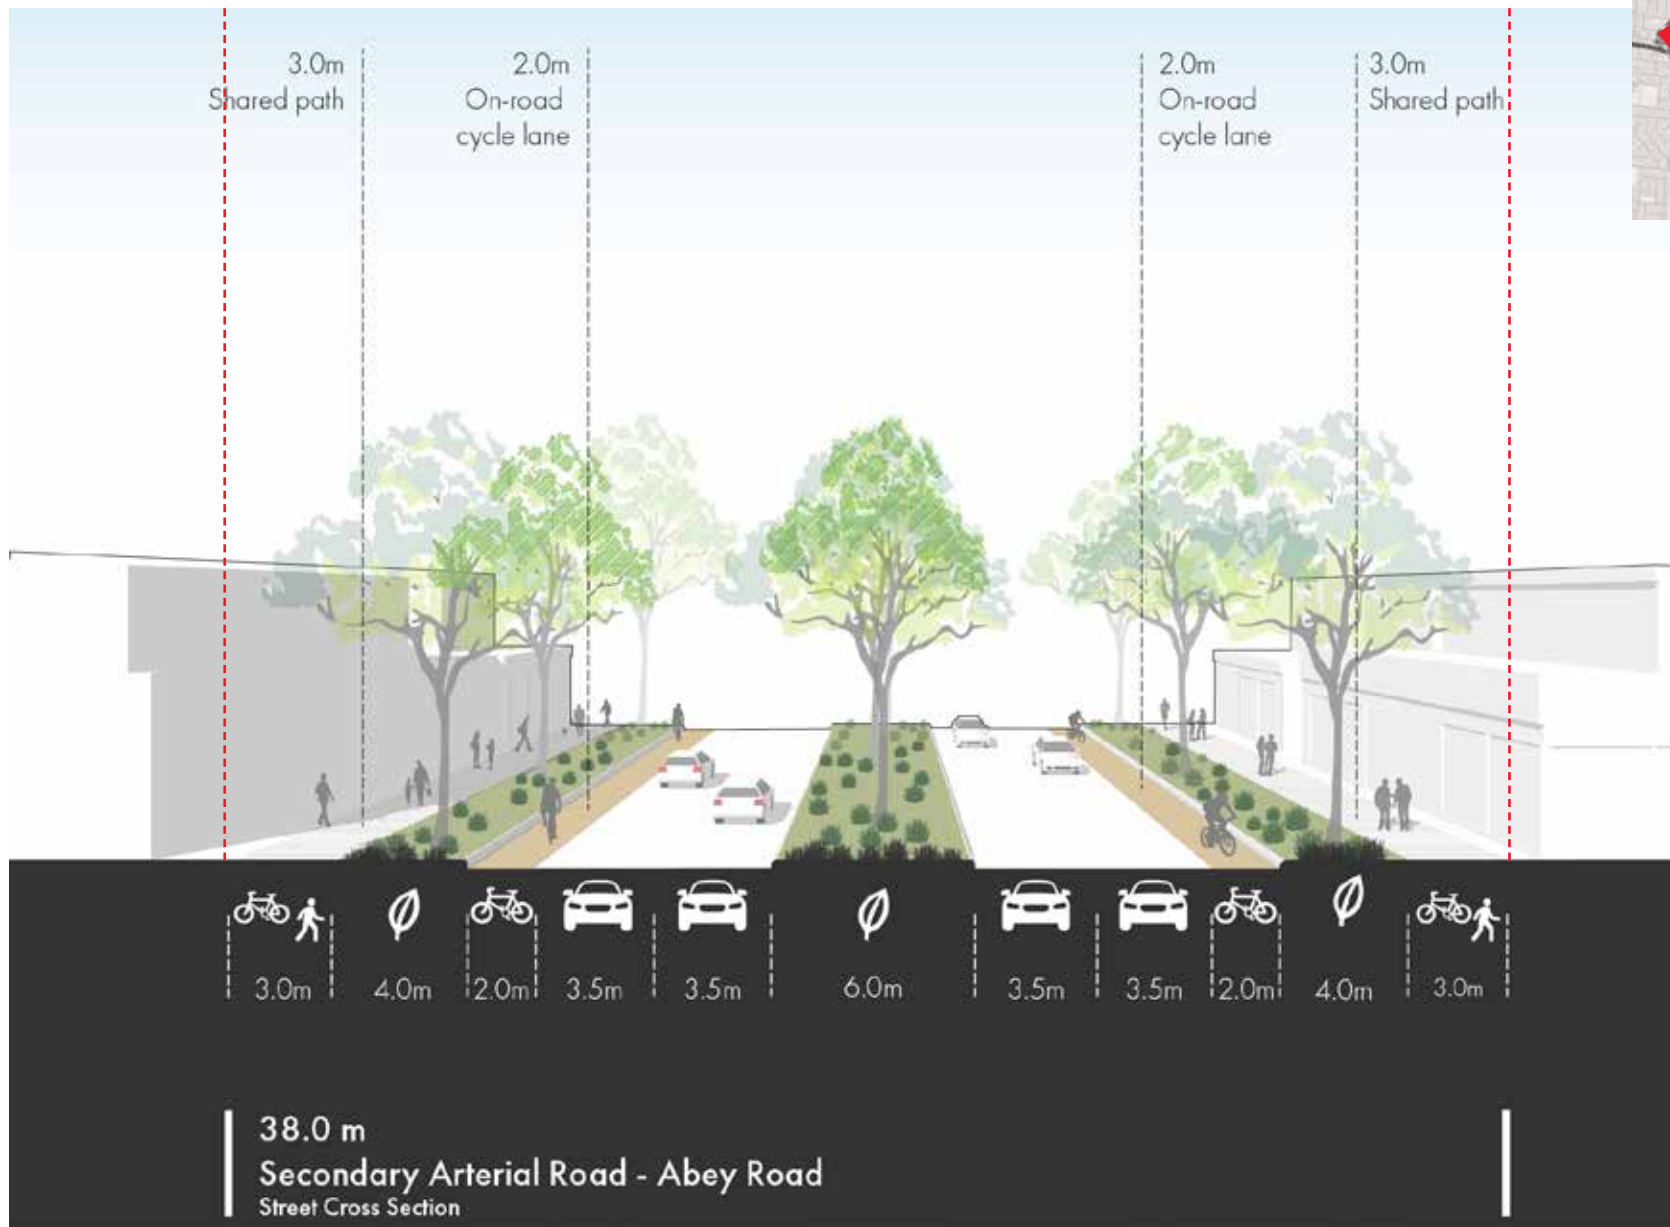 3.0m
Shared path
2.0m
On-road
cycle lane
2.0m
On-road
cycle lane
3.0m
Shared path
3.0m 4.0m 2.0m 3.5m 3.5m 6.0m 3.5m 3.5m 2.0m 4.0m 3.0m
38.0 m
Secondary Arterial Road - Abey Road
Street Cross Section